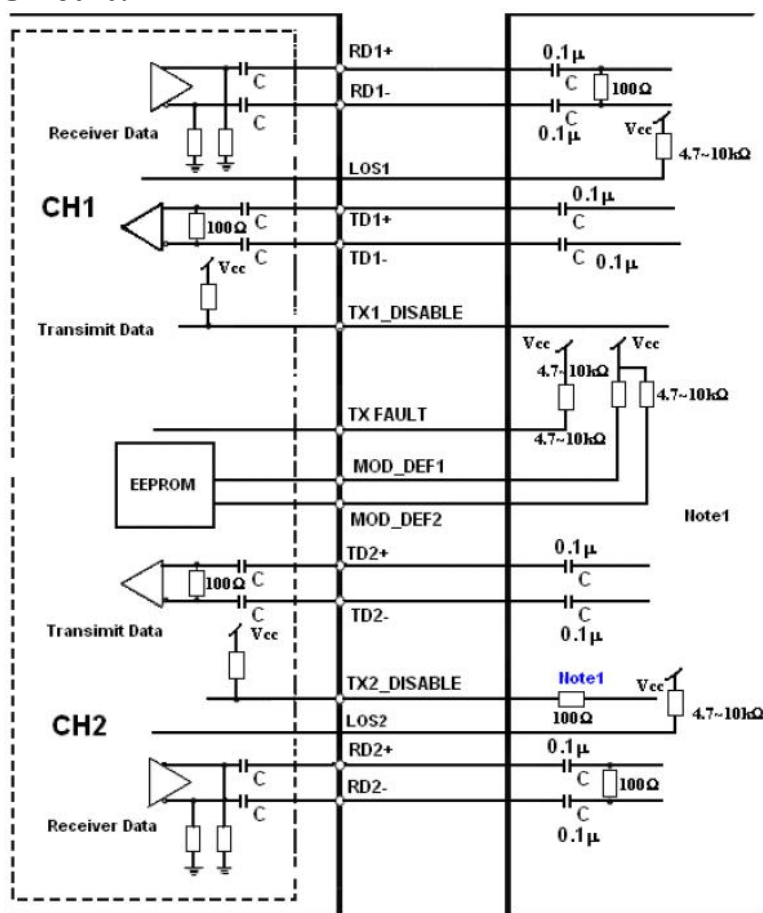 RD1+
0.1μ
C
C
100Ω
RD1-
C
C
0.1μ
Vcc
Receiver Data
4.7~10kΩ
LOS1
CH1
0.1μ
C
TD1+
C
100Ω
C
TD1-
C
0.1μ
Vcc
Transimit Data
TX1_DISABLE
Vcc
Vcc
4.7~10kΩ
4.7~10kΩ
TX FAULT
4.7~10kΩ
MOD_DEF1
EEPROM
MOD_DEF2
Note1
TD2+
0.1μ
100Ω
C
C
C
TD2-
C
0.1μ
Transimit Data
Vcc
TX2_DISABLE
Note1
Vcc
100Ω
4.7~10kΩ
CH2
LOS2
RD2+
0.1μ
C
C
100Ω
RD2-
C
C
Receiver Data
0.1μ